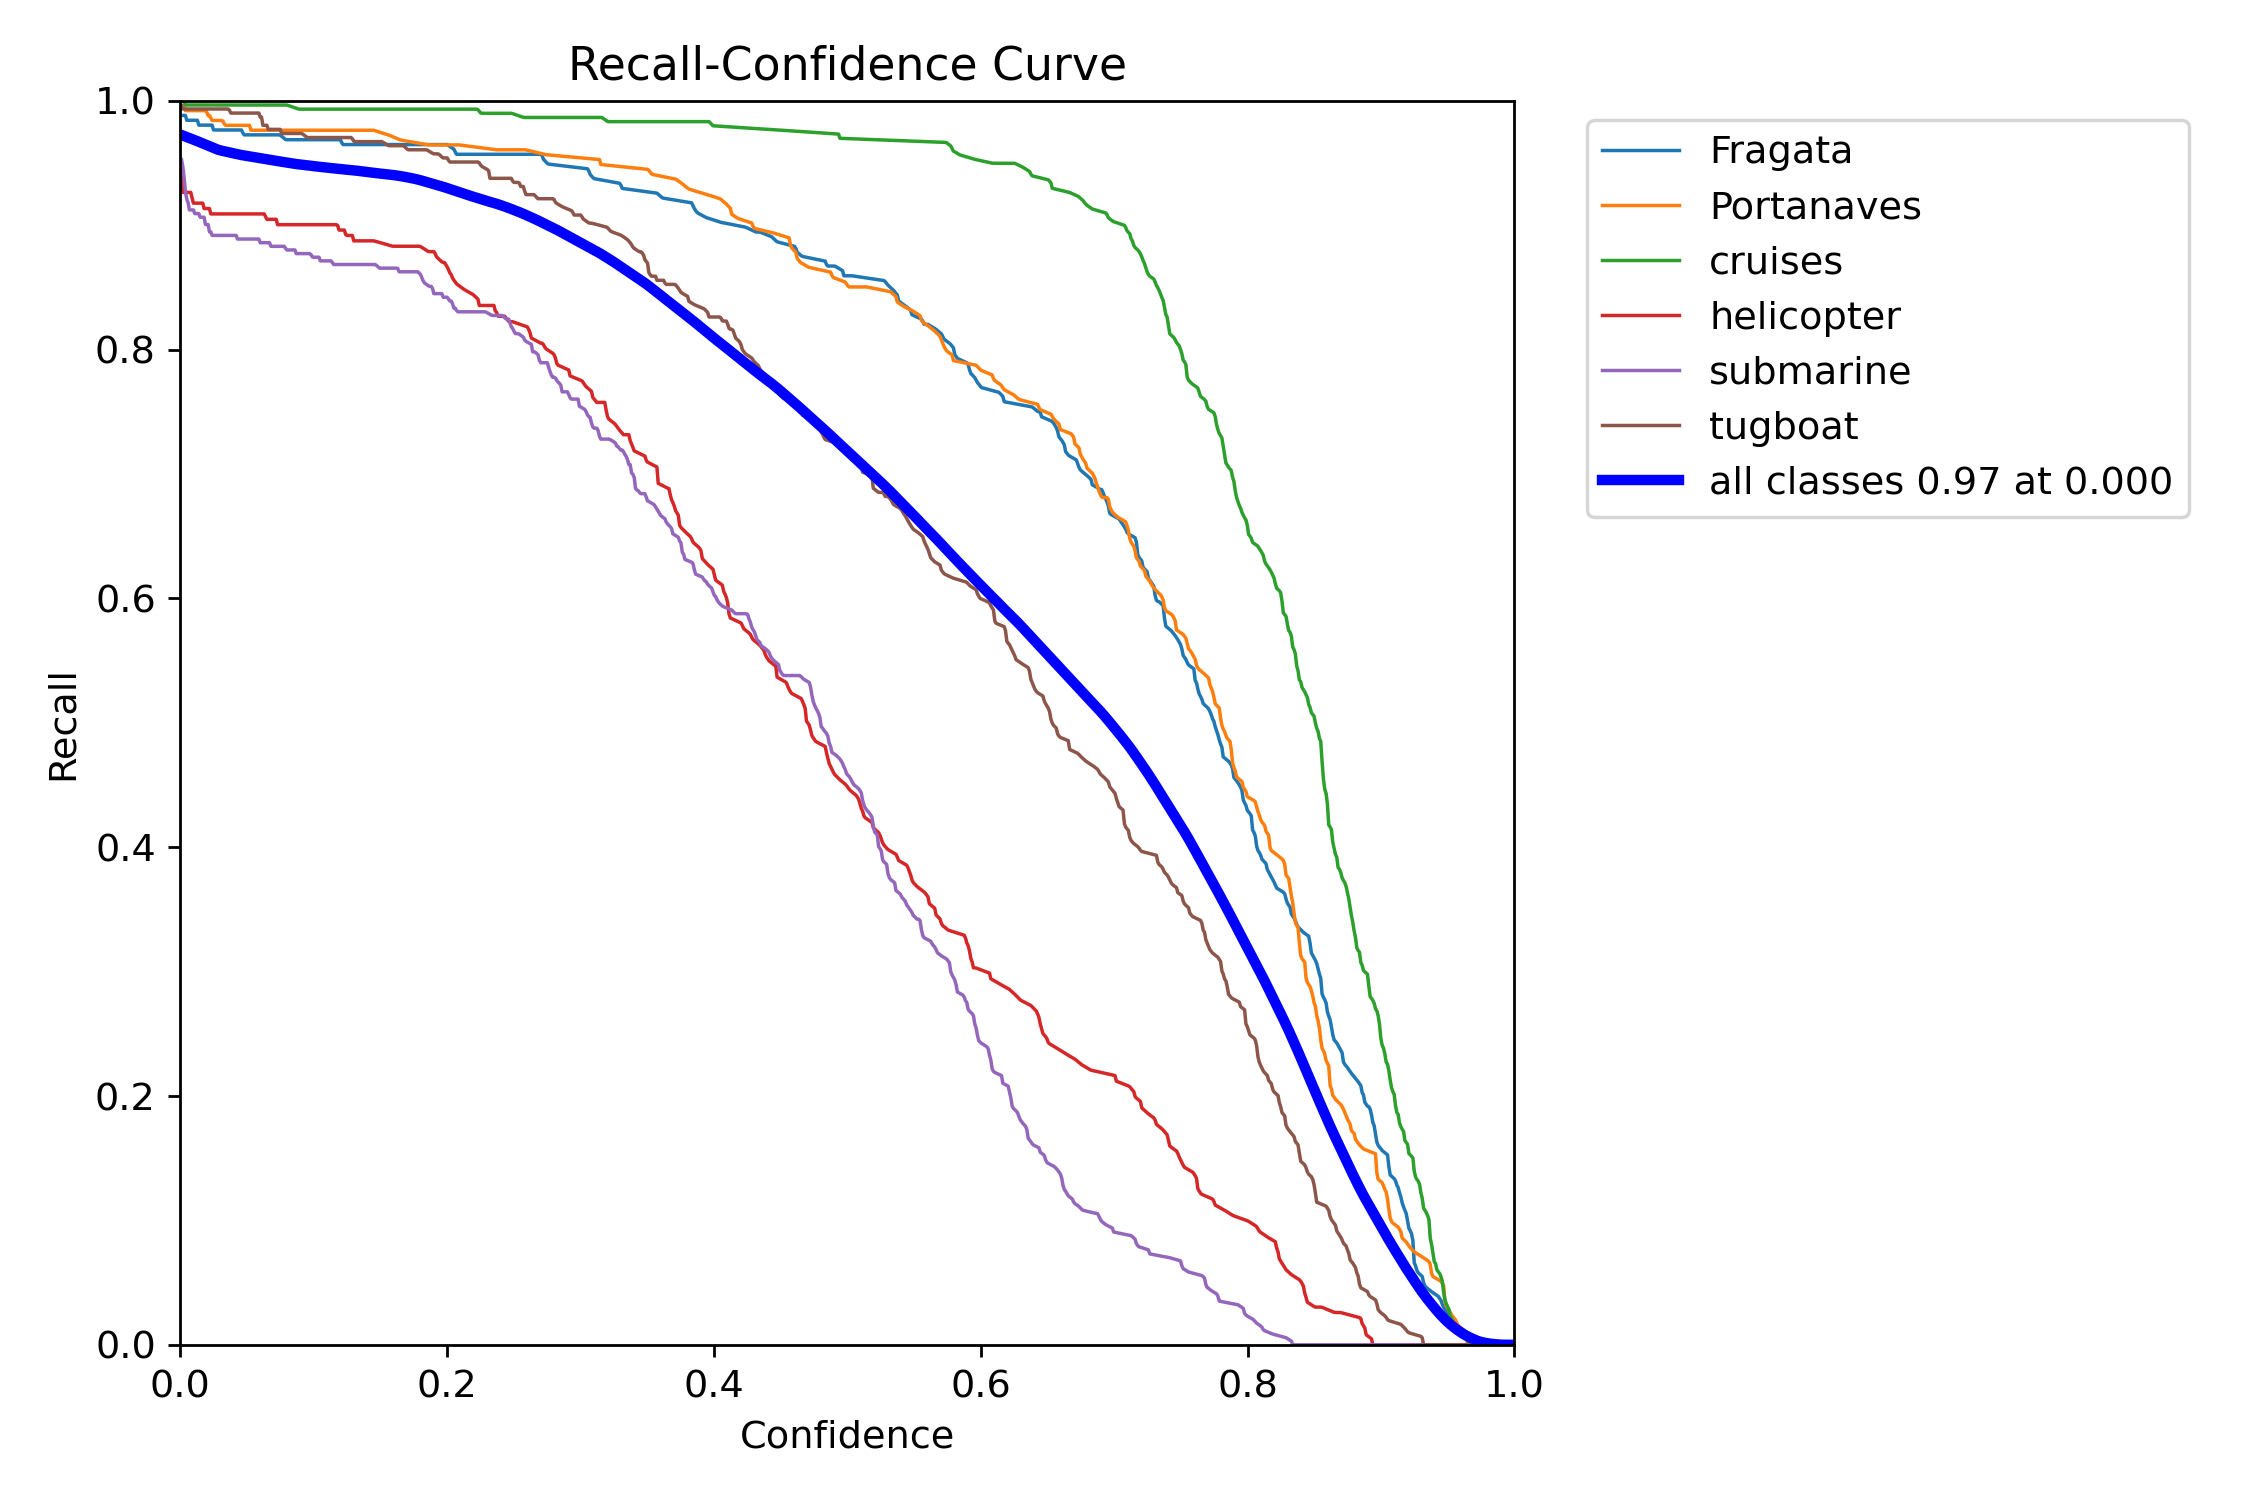 Recall-Confidence Curve
1.0
0.8
0.6
0.4
0.2
0.0
Recall
0.0 0.2 0.4 0.6 0.8 1.0
Confidence
Fragata
Portanaves
cruises
helicopter
submarine
tugboat
all classes 0.97 at 0.000